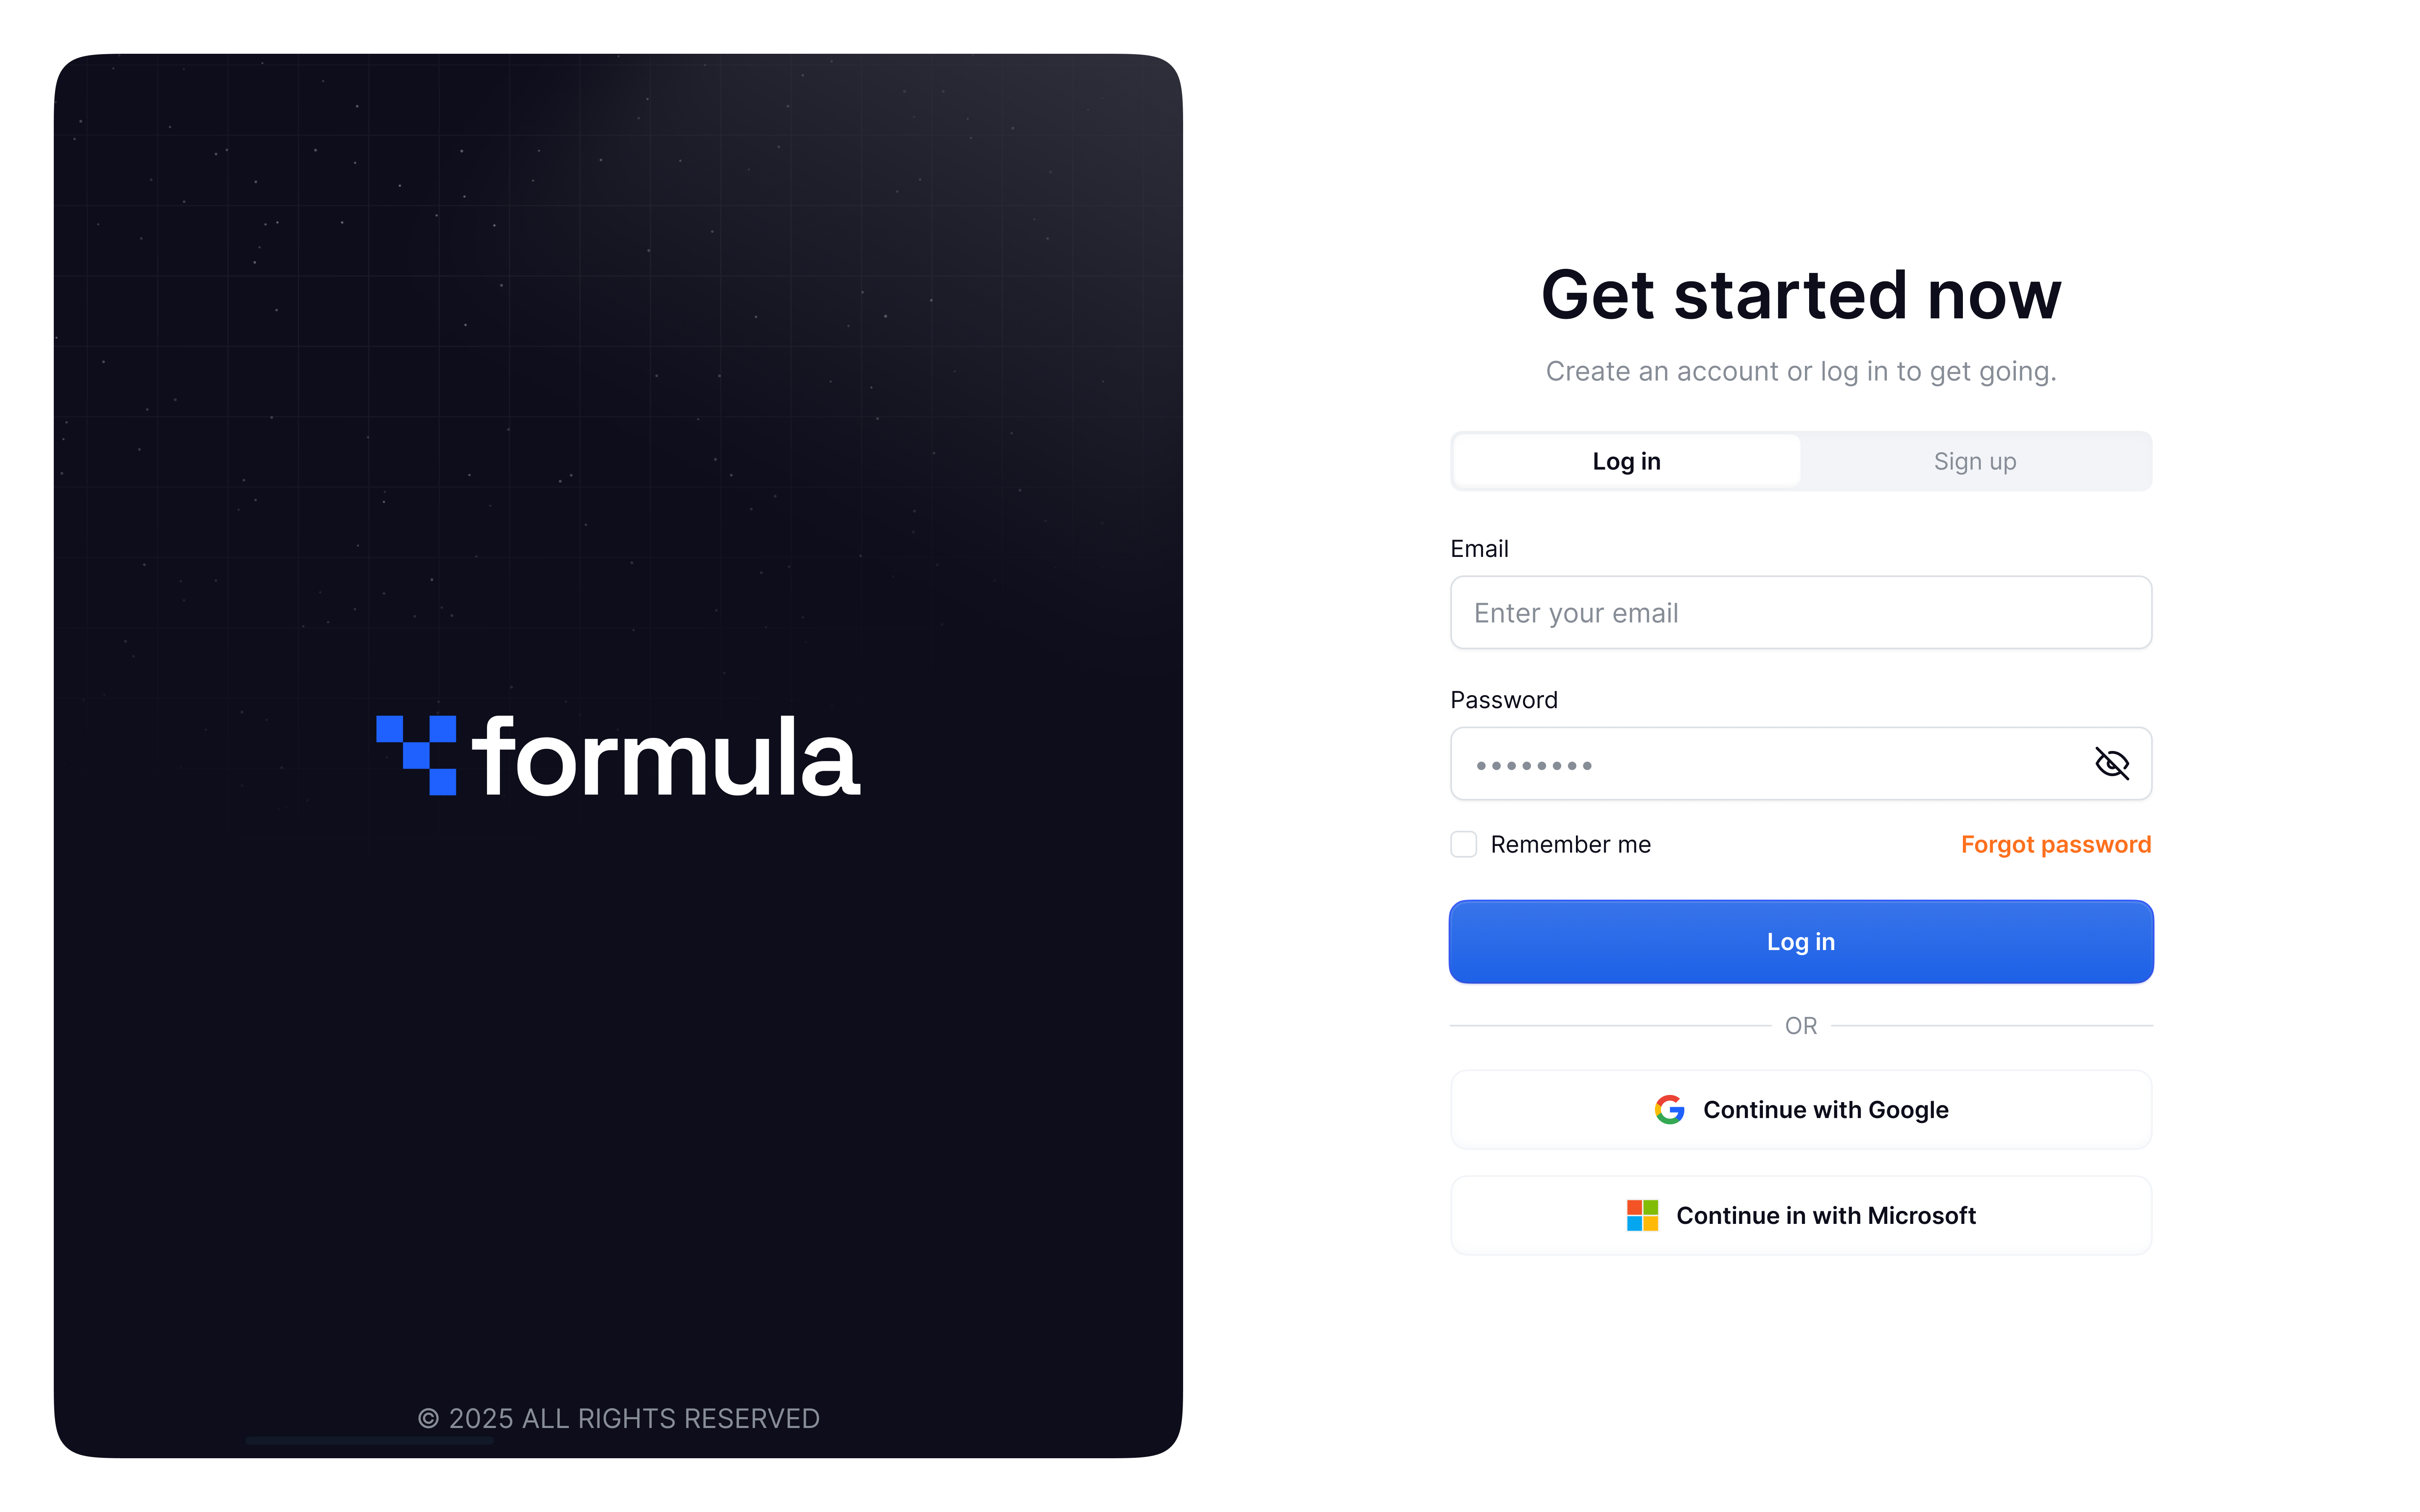 formula
© 2025 ALL RIGHTS RESERVED
Get started now
Create an account or log in to get going.
Log in
Sign up
Email
Enter your email
Password
••••••••
Remember me
Forgot password
Log in
OR
Continue with Google
Continue in with Microsoft